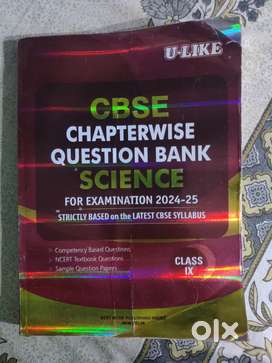 U-LIKE
CBSE
CHAPTERWISE
QUESTION BANK
SCIENCE
FOR EXAMINATION 2024-25
STRICTLY BASED on the LATEST CBSE SYLLABUS
Competency Based Questions
NCERT Textbook Questions
Sample Question Papers
CLASS
IX
olx